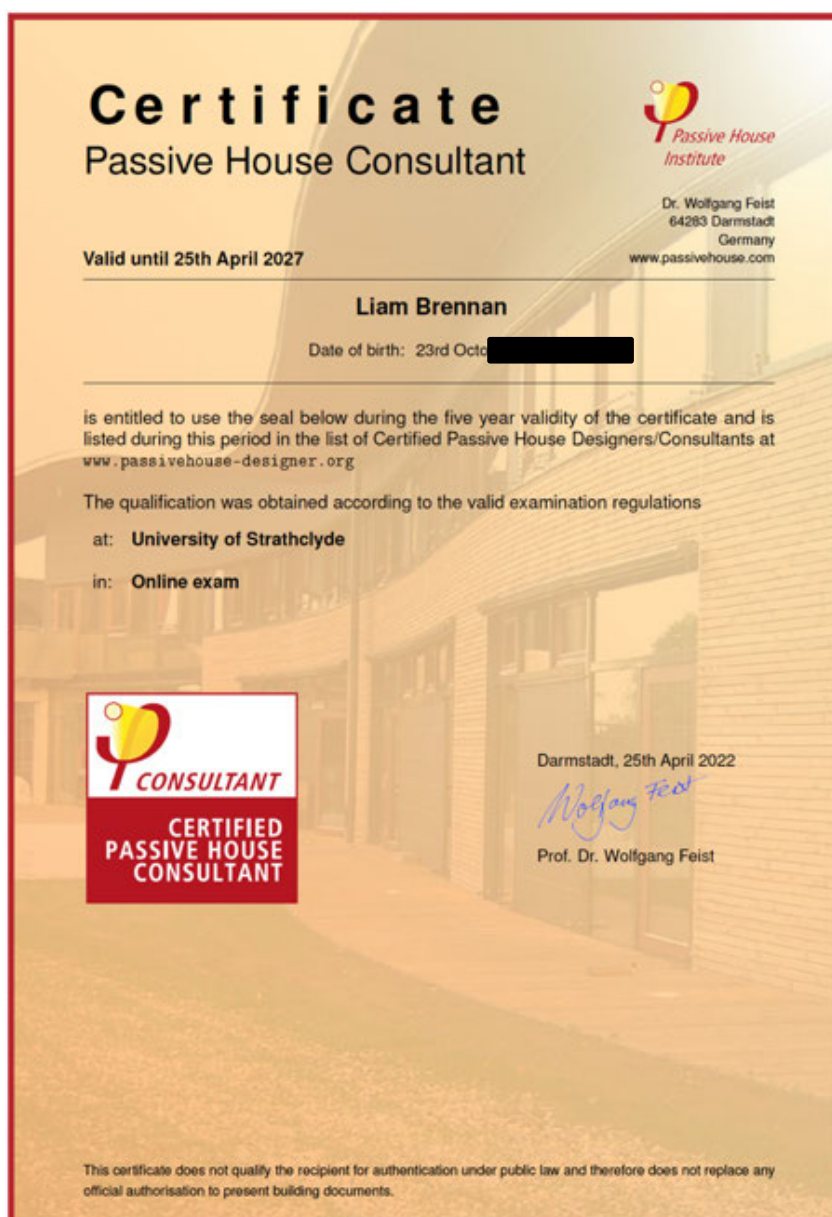 Certificate
Passive House Consultant
Passive House
Institute
Dr. Wolfgang Feist
64283 Darmstadt
Germany
www.passivehouse.com
Valid until 25th April 2027
Liam Brennan
Date of birth: 23rd Octo
is entitled to use the seal below during the five year validity of the certificate and is
listed during this period in the list of Certified Passive House Designers/Consultants at
www.passivehouse-designer.org
The qualification was obtained according to the valid examination regulations
at: University of Strathclyde
in: Online exam
CONSULTANT
CERTIFIED
PASSIVE HOUSE
CONSULTANT
Darmstadt, 25th April 2022
Wolfgang Feist
Prof. Dr. Wolfgang Feist
This certificate does not qualify the recipient for authentication under public law and therefore does not replace any
official authorisation to present building documents.